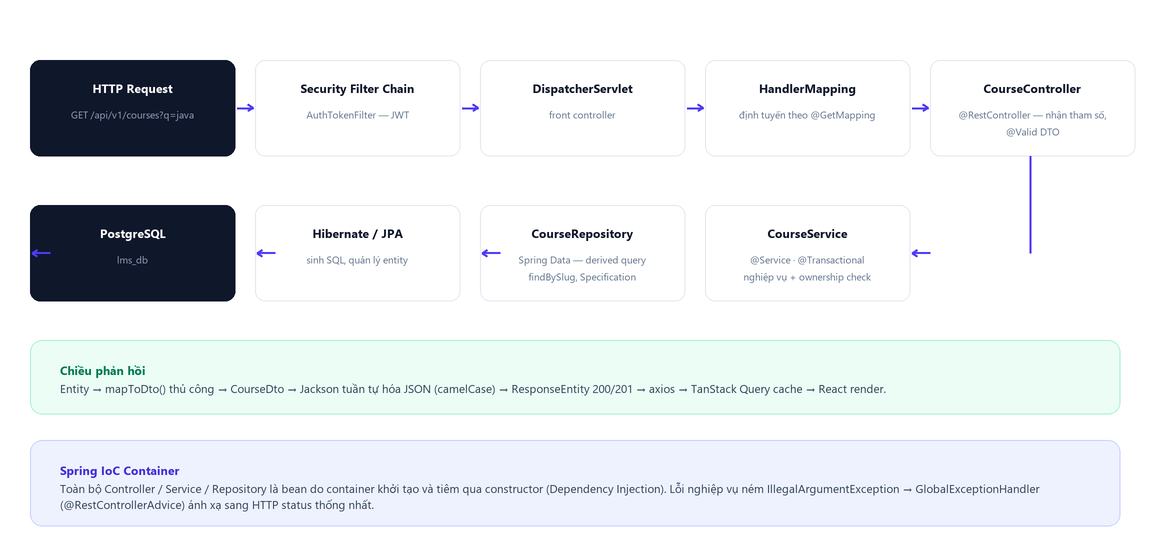 HTTP Request
GET /api/v1/courses?q=java
Security Filter Chain
AuthTokenFilter — JWT
DispatcherServlet
front controller
HandlerMapping
định tuyến theo @GetMapping
CourseController
@RestController — nhận tham số,
@Valid DTO
PostgreSQL
lms_db
Hibernate / JPA
sinh SQL, quản lý entity
CourseRepository
Spring Data — derived query
findBySlug, Specification
CourseService
@Service · @Transactional
nghiệp vụ + ownership check
Chiều phản hồi
Entity → mapToDto() thủ công → CourseDto → Jackson tuần tự hóa JSON (camelCase) → ResponseEntity 200/201 → axios → TanStack Query cache → React render.
Spring IoC Container
Toàn bộ Controller / Service / Repository là bean do container khởi tạo và tiêm qua constructor (Dependency Injection). Lỗi nghiệp vụ ném IllegalArgumentException → GlobalExceptionHandler
(@RestControllerAdvice) ánh xạ sang HTTP status thống nhất.